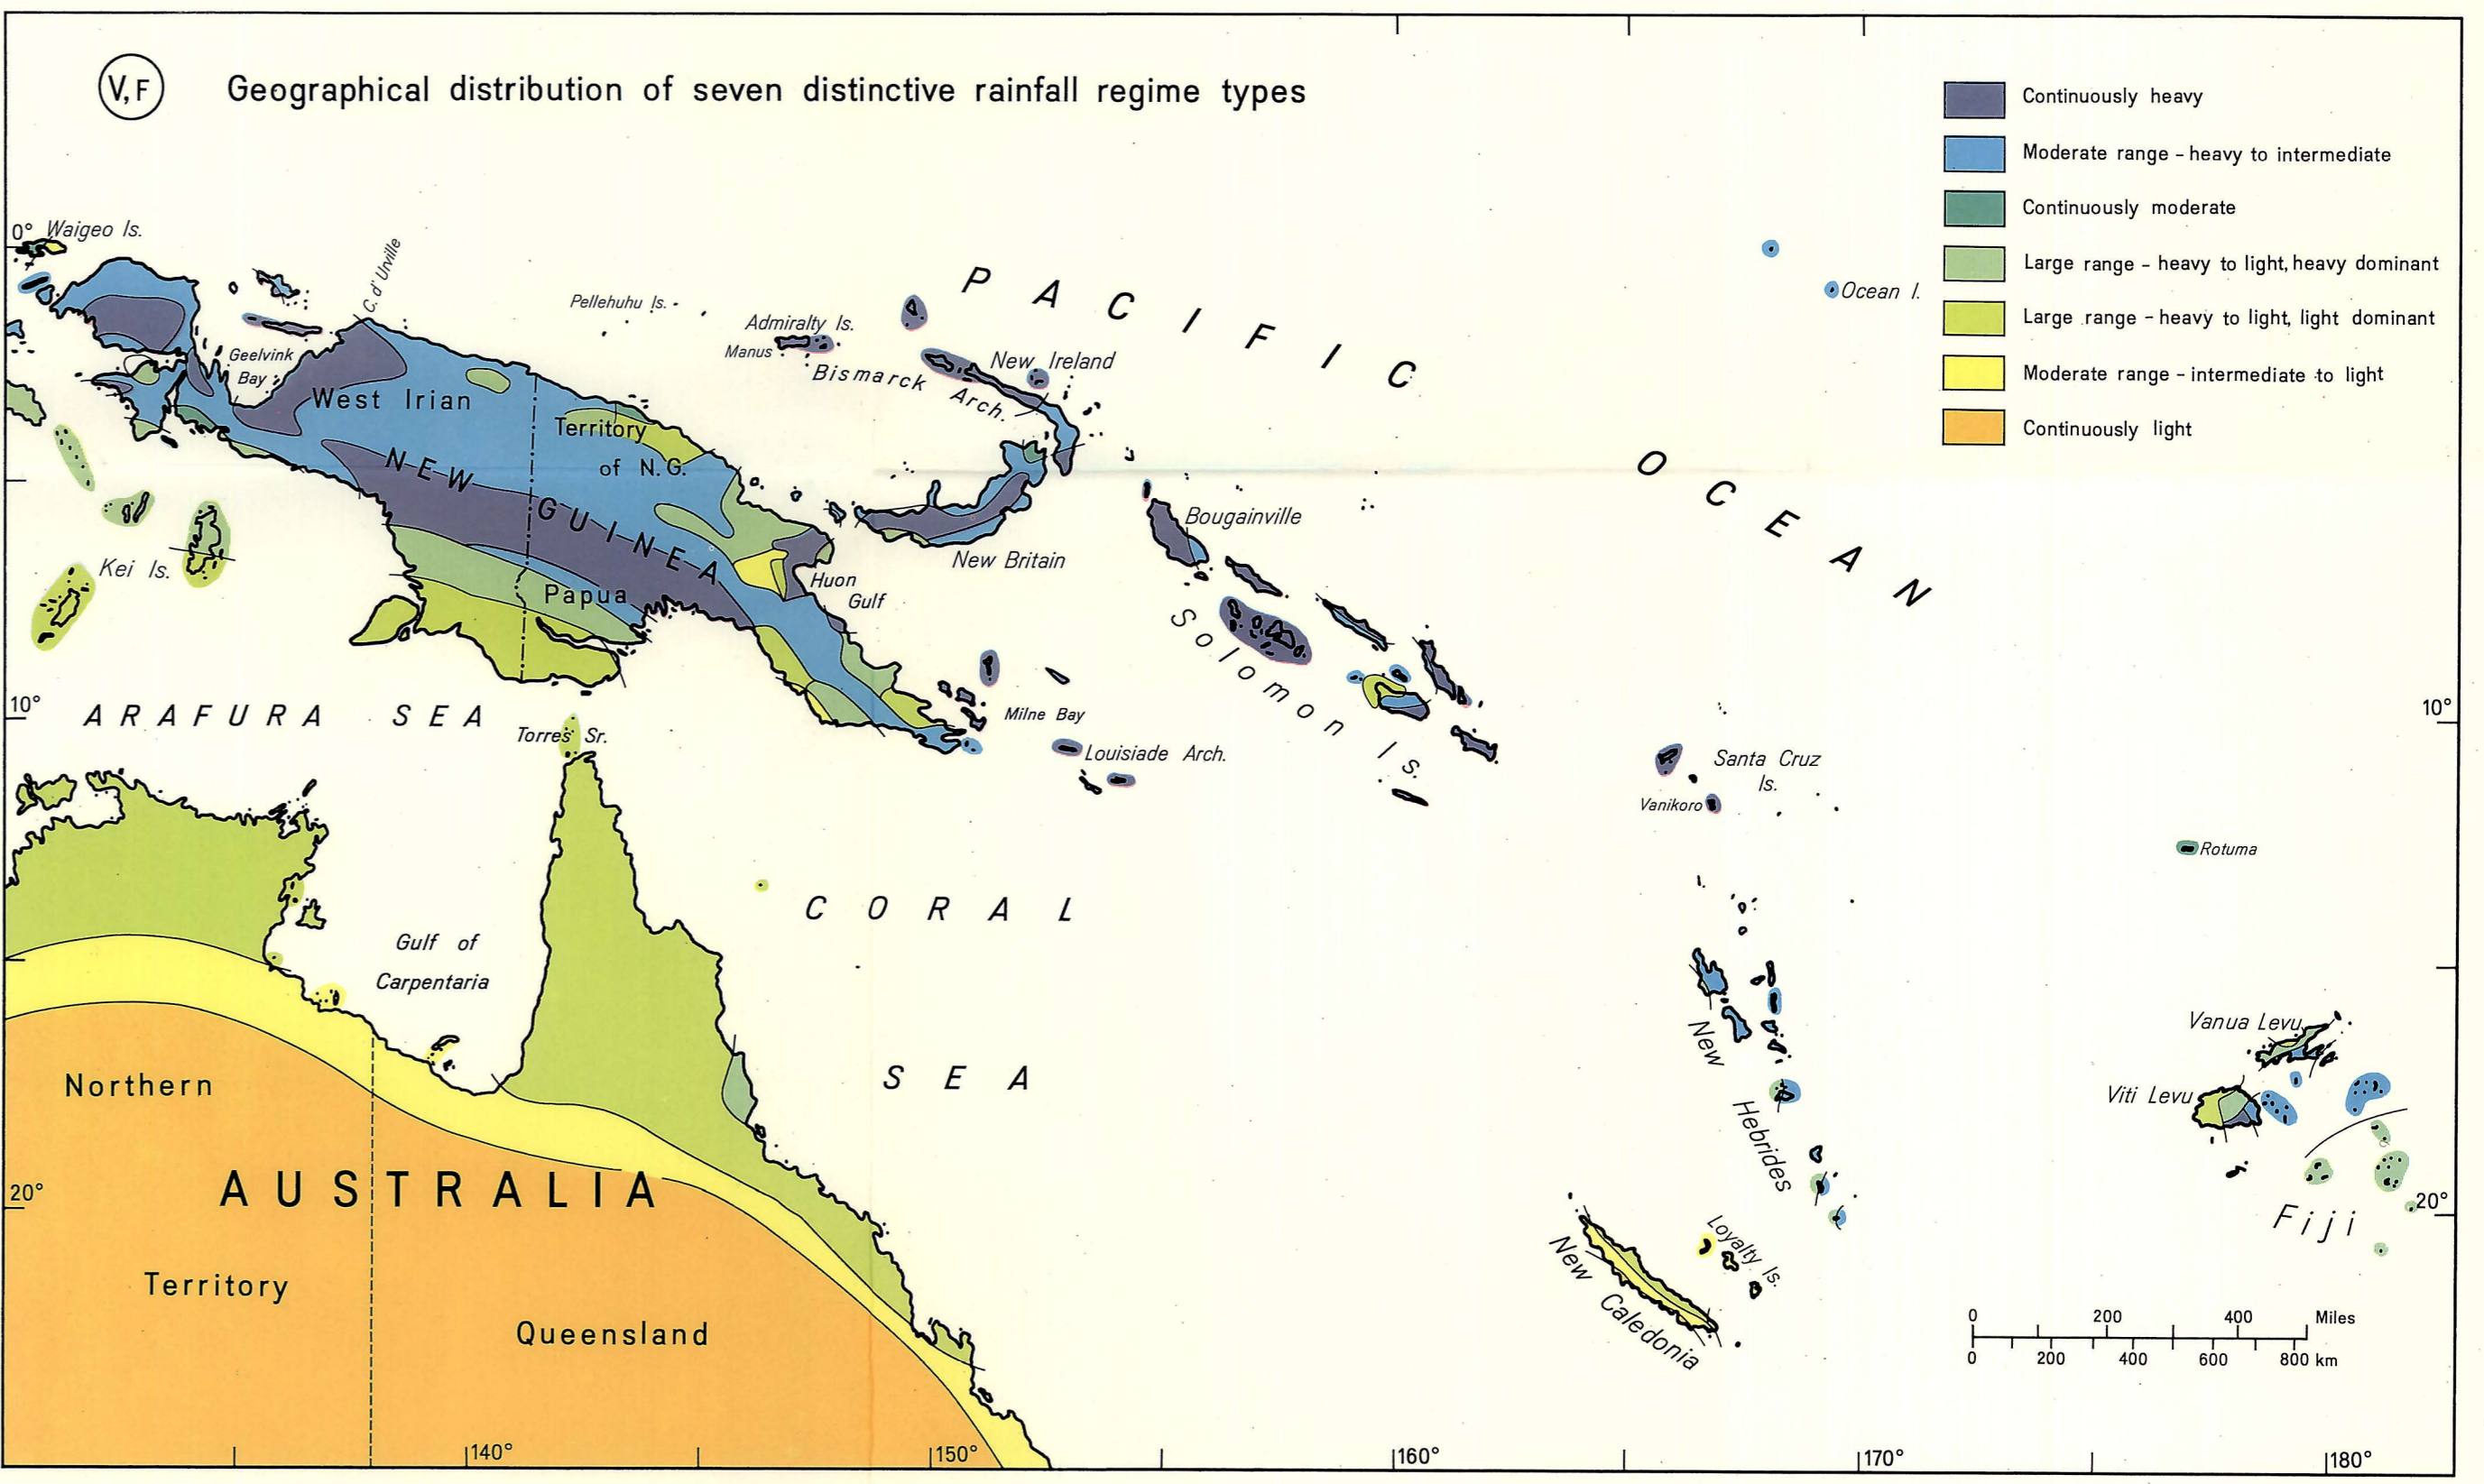 V,F
Geographical distribution of seven distinctive rainfall regime types
Continuously heavy
Moderate range – heavy to intermediate
Continuously moderate
Large range – heavy to light, heavy dominant
Large range – heavy to light, light dominant
Moderate range – intermediate to light
Continuously light
0°
Waigeo Is.
C. d'Urville
Pellehuhu Is.
Admiralty Is.
Manus
PACIFIC
Ocean I.
Geelvink
Bay
New Ireland
Bismarck
Arch.
West Irian
Territory
of N.G.
NEW
GUINEA
OCEAN
Bougainville
New Britain
Kei Is.
Huon
Gulf
Papua
Solomon Is.
ARAFURA SEA
10°
10°
Torres Sr.
Milne Bay
Louisiade Arch.
Santa Cruz
Is.
Vanikoro
Rotuma
CORAL
SEA
Gulf of
Carpentaria
New
Hebrides
Vanua Levu
Viti Levu
Northern
AUSTRALIA
20°
20°
Fiji
Territory
Queensland
Loyalty Is.
New
Caledonia
0 200 400 Miles
0 200 400 600 800 km
140°
150°
160°
170°
180°